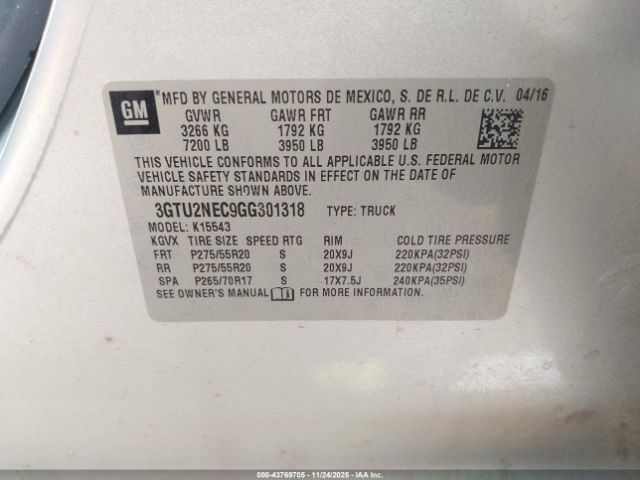 GM
*MFD BY GENERAL MOTORS DE MEXICO, S. DE R.L. DE C.V. 04/16
GVWR GAWR FRT GAWR RR
3266 KG 1792 KG 1792 KG
7200 LB 3950 LB 3950 LB
THIS VEHICLE CONFORMS TO ALL APPLICABLE U.S. FEDERAL MOTOR
VEHICLE SAFETY STANDARDS IN EFFECT ON THE DATE OF
MANUFACTURE SHOWN ABOVE.
3GTU2NEC9GG301318 TYPE: TRUCK
MODEL: K15543
KGVX TIRE SIZE SPEED RTG RIM COLD TIRE PRESSURE
FRT P275/55R20 S 20X9J 220KPA(32PSI)
RR P275/55R20 S 20X9J 220KPA(32PSI)
SPA P265/70R17 S 17X7.5J 240KPA(35PSI)
SEE OWNER'S MANUAL i FOR MORE INFORMATION.
000-43769705 - 11/24/2025 - IAA Inc.